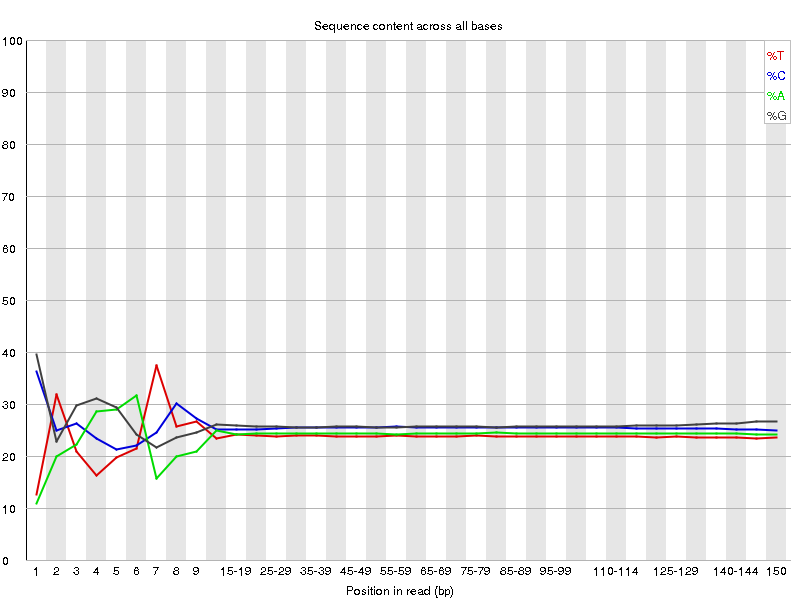 Sequence content across all bases
100
90
80
70
60
50
40
30
20
10
0
%T
%C
%A
%G
1 2 3 4 5 6 7 8 9 15-19 25-29 35-39 45-49 55-59 65-69 75-79 85-89 95-99 110-114 125-129 140-144 150
Position in read (bp)